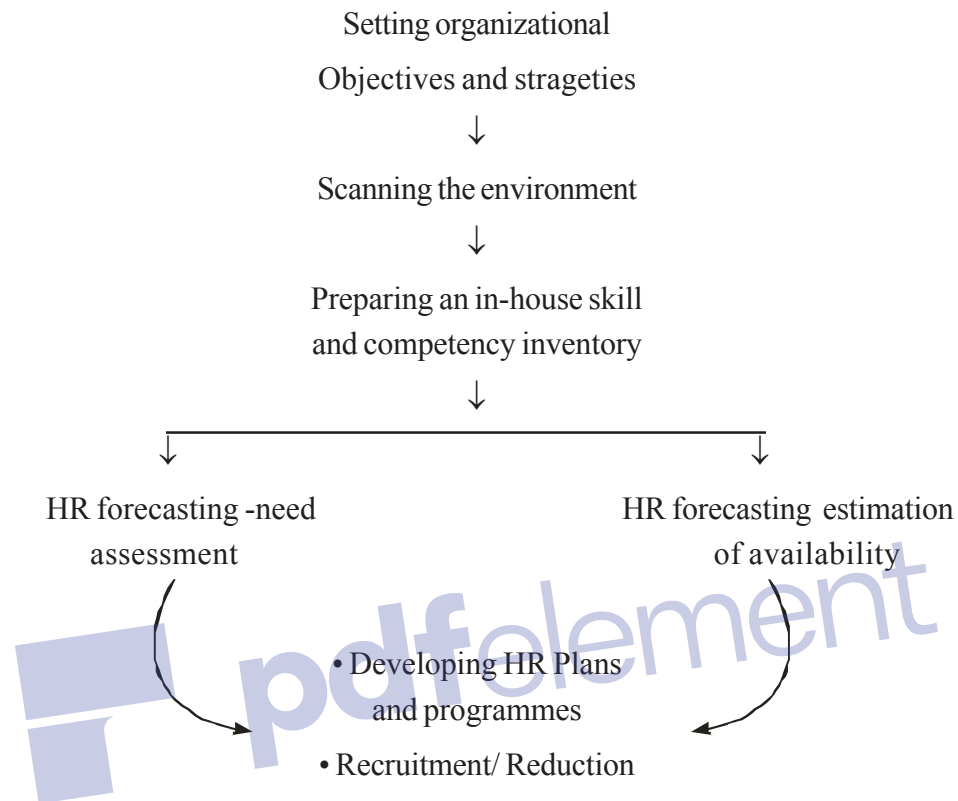 Setting organizational
Objectives and strageties
↓
Scanning the environment
↓
Preparing an in-house skill
and competency inventory
↓
↓ ↓
HR forecasting -need
assessment
HR forecasting estimation
of availability
pdfelement
• Developing HR Plans
and programmes
• Recruitment/ Reduction